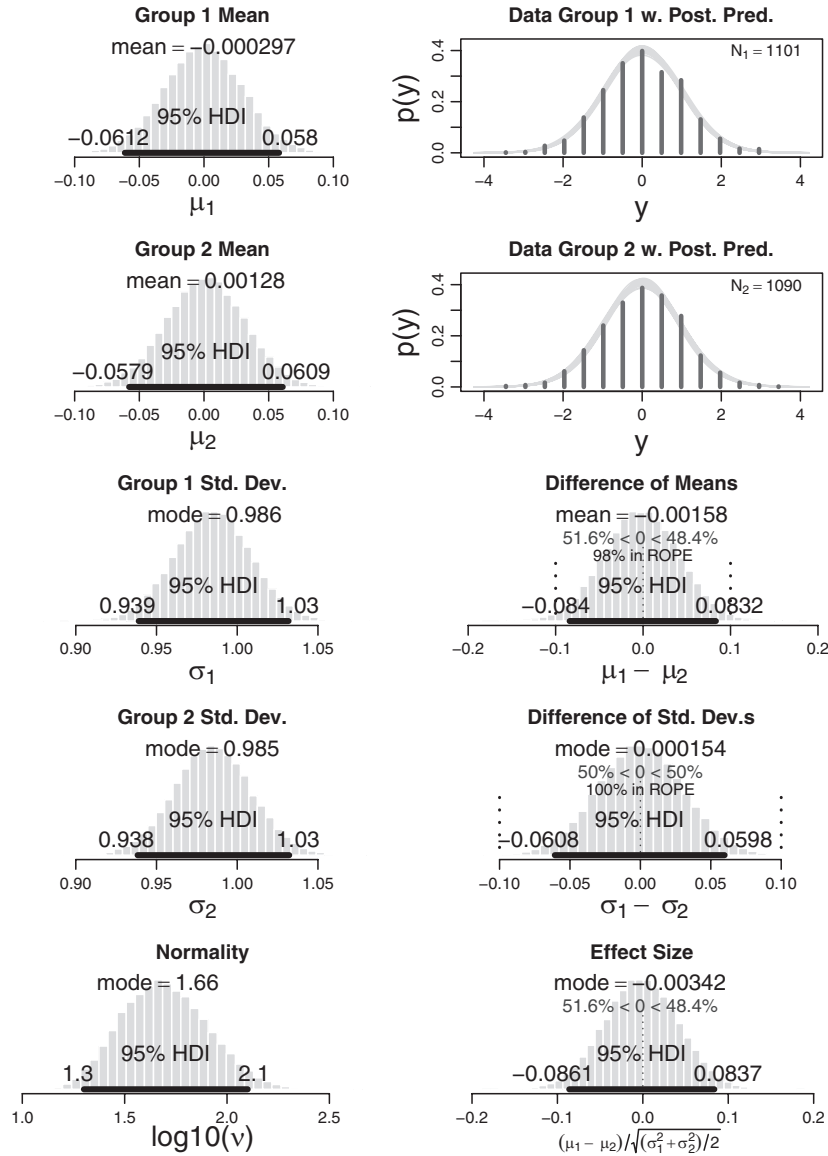 Group 1 Mean
mean = −0.000297
95% HDI
−0.0612 0.058
−0.10 −0.05 0.00 0.05 0.10
μ1
Data Group 1 w. Post. Pred.
N1 = 1101
p(y)
0.0 0.2 0.4
−4 −2 0 2 4
y
Group 2 Mean
mean = 0.00128
95% HDI
−0.0579 0.0609
−0.10 −0.05 0.00 0.05 0.10
μ2
Data Group 2 w. Post. Pred.
N2 = 1090
p(y)
0.0 0.2 0.4
−4 −2 0 2 4
y
Group 1 Std. Dev.
mode = 0.986
95% HDI
0.939 1.03
0.90 0.95 1.00 1.05
σ1
Difference of Means
mean = −0.00158
51.6% < 0 < 48.4%
98% in ROPE
95% HDI
−0.084 0.0832
−0.2 −0.1 0.0 0.1 0.2
μ1 − μ2
Group 2 Std. Dev.
mode = 0.985
95% HDI
0.938 1.03
0.90 0.95 1.00 1.05
σ2
Difference of Std. Dev.s
mode = 0.000154
50% < 0 < 50%
100% in ROPE
95% HDI
−0.0608 0.0598
−0.10 −0.05 0.00 0.05 0.10
σ1 − σ2
Normality
mode = 1.66
95% HDI
1.3 2.1
1.0 1.5 2.0 2.5
log10(ν)
Effect Size
mode = −0.00342
51.6% < 0 < 48.4%
95% HDI
−0.0861 0.0837
−0.2 −0.1 0.0 0.1 0.2
(μ1 − μ2)/√(σ1² + σ2²)/2